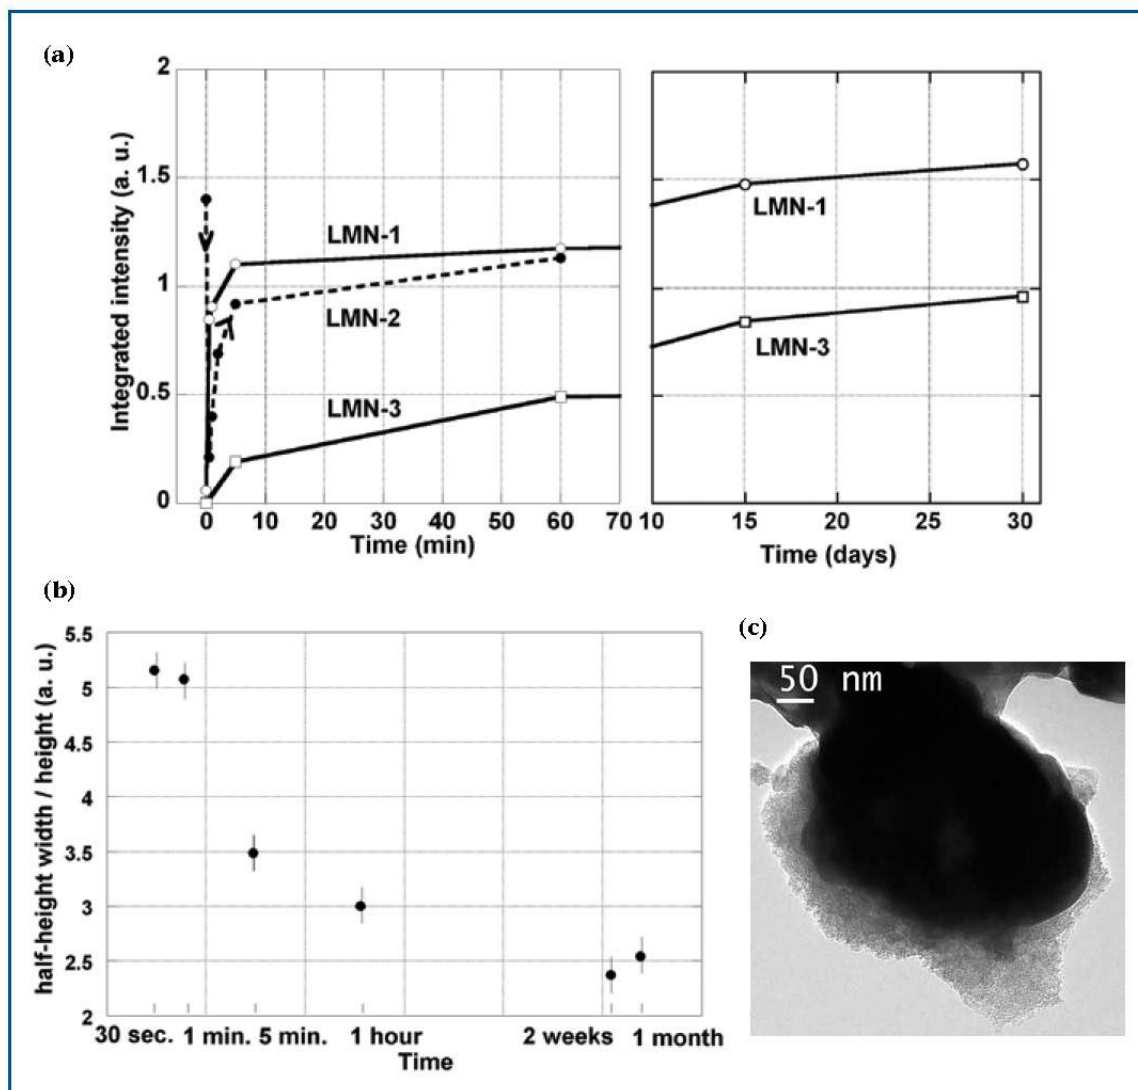 (a)
Integrated intensity (a. u.)
2
1.5
1
0.5
0
LMN-1
LMN-2
LMN-3
0 10 20 30 40 50 60 70
Time (min)
LMN-1
LMN-3
10 15 20 25 30
Time (days)
(b)
half-height width / height (a. u.)
5.5
5
4.5
4
3.5
3
2.5
2
30 sec. 1 min. 5 min. 1 hour 2 weeks 1 month
Time
(c)
50 nm